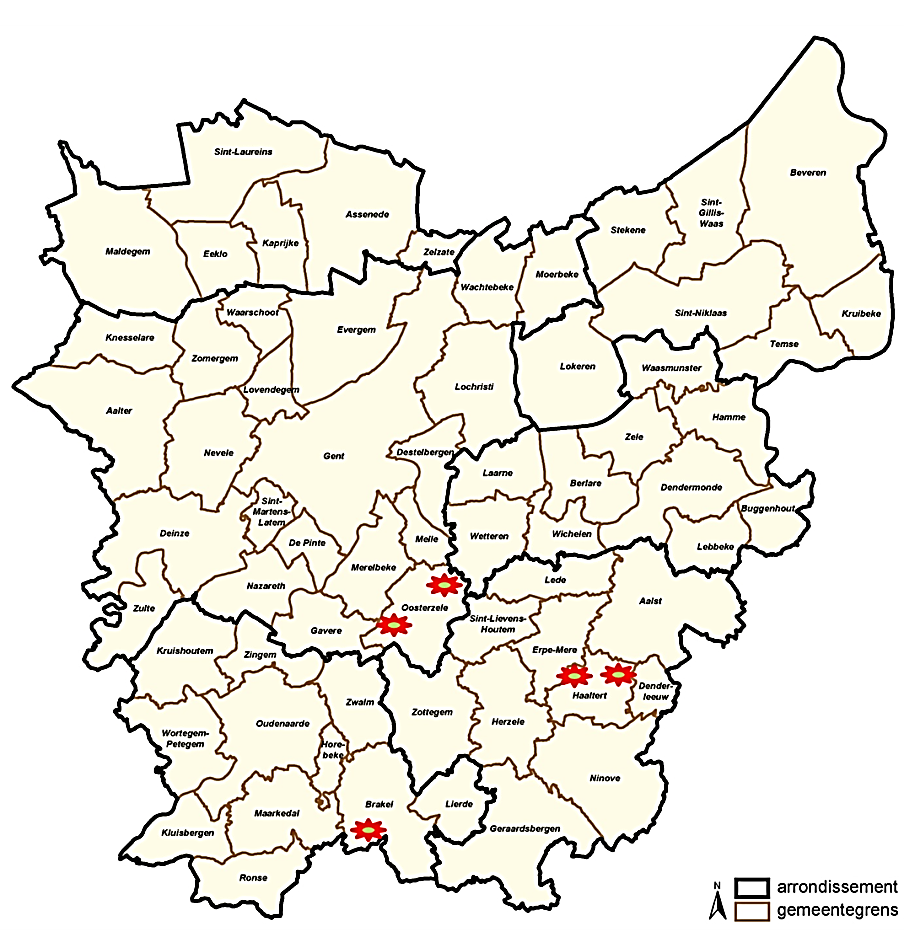 Sint-Laureins
Beveren
Assenede
Sint-
Gillis-
Waas
Stekene
Maldegem
Eeklo
Kaprijke
Zelzate
Moerbeke
Wachtebeke
Sint-Niklaas
Kruibeke
Waarschoot
Evergem
Knesselare
Zomergem
Temse
Lokeren
Waasmunster
Lovendegem
Lochristi
Aalter
Hamme
Zele
Nevele
Gent
Destelbergen
Laarne
Berlare
Dendermonde
Sint-
Martens-
Latem
Buggenhout
Deinze
De Pinte
Melle
Wetteren
Wichelen
Lebbeke
Merelbeke
Nazareth
Lede
Aalst
Zulte
Oosterzele
Sint-Lievens-
Houtem
Gavere
Kruishoutem
Zingem
Erpe-Mere
Haaltert
Dender-
leeuw
Zwalm
Zottegem
Herzele
Oudenaarde
Wortegem-
Petegem
Hore-
beke
Ninove
Maarkedal
Brakel
Lierde
Kluisbergen
Geraardsbergen
Ronse
N
arrondissement
gemeentegrens